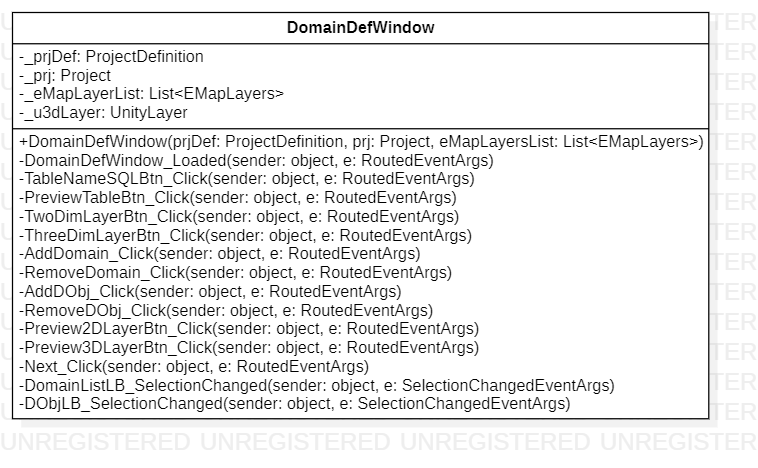 DomainDefWindow
-_prjDef: ProjectDefinition
-_prj: Project
-_eMapLayerList: List<EMapLayers>
-_u3dLayer: UnityLayer
+DomainDefWindow(prjDef: ProjectDefinition, prj: Project, eMapLayersList: List<EMapLayers>)
-DomainDefWindow_Loaded(sender: object, e: RoutedEventArgs)
-TableNameSQLBtn_Click(sender: object, e: RoutedEventArgs)
-PreviewTableBtn_Click(sender: object, e: RoutedEventArgs)
-TwoDimLayerBtn_Click(sender: object, e: RoutedEventArgs)
-ThreeDimLayerBtn_Click(sender: object, e: RoutedEventArgs)
-AddDomain_Click(sender: object, e: RoutedEventArgs)
-RemoveDomain_Click(sender: object, e: RoutedEventArgs)
-AddDObj_Click(sender: object, e: RoutedEventArgs)
-RemoveDObj_Click(sender: object, e: RoutedEventArgs)
-Preview2DLayerBtn_Click(sender: object, e: RoutedEventArgs)
-Preview3DLayerBtn_Click(sender: object, e: RoutedEventArgs)
-Next_Click(sender: object, e: RoutedEventArgs)
-DomainListLB_SelectionChanged(sender: object, e: SelectionChangedEventArgs)
-DObjLB_SelectionChanged(sender: object, e: SelectionChangedEventArgs)
UNREGISTERED UNREGISTERED UNREGISTERED UNREGISTER